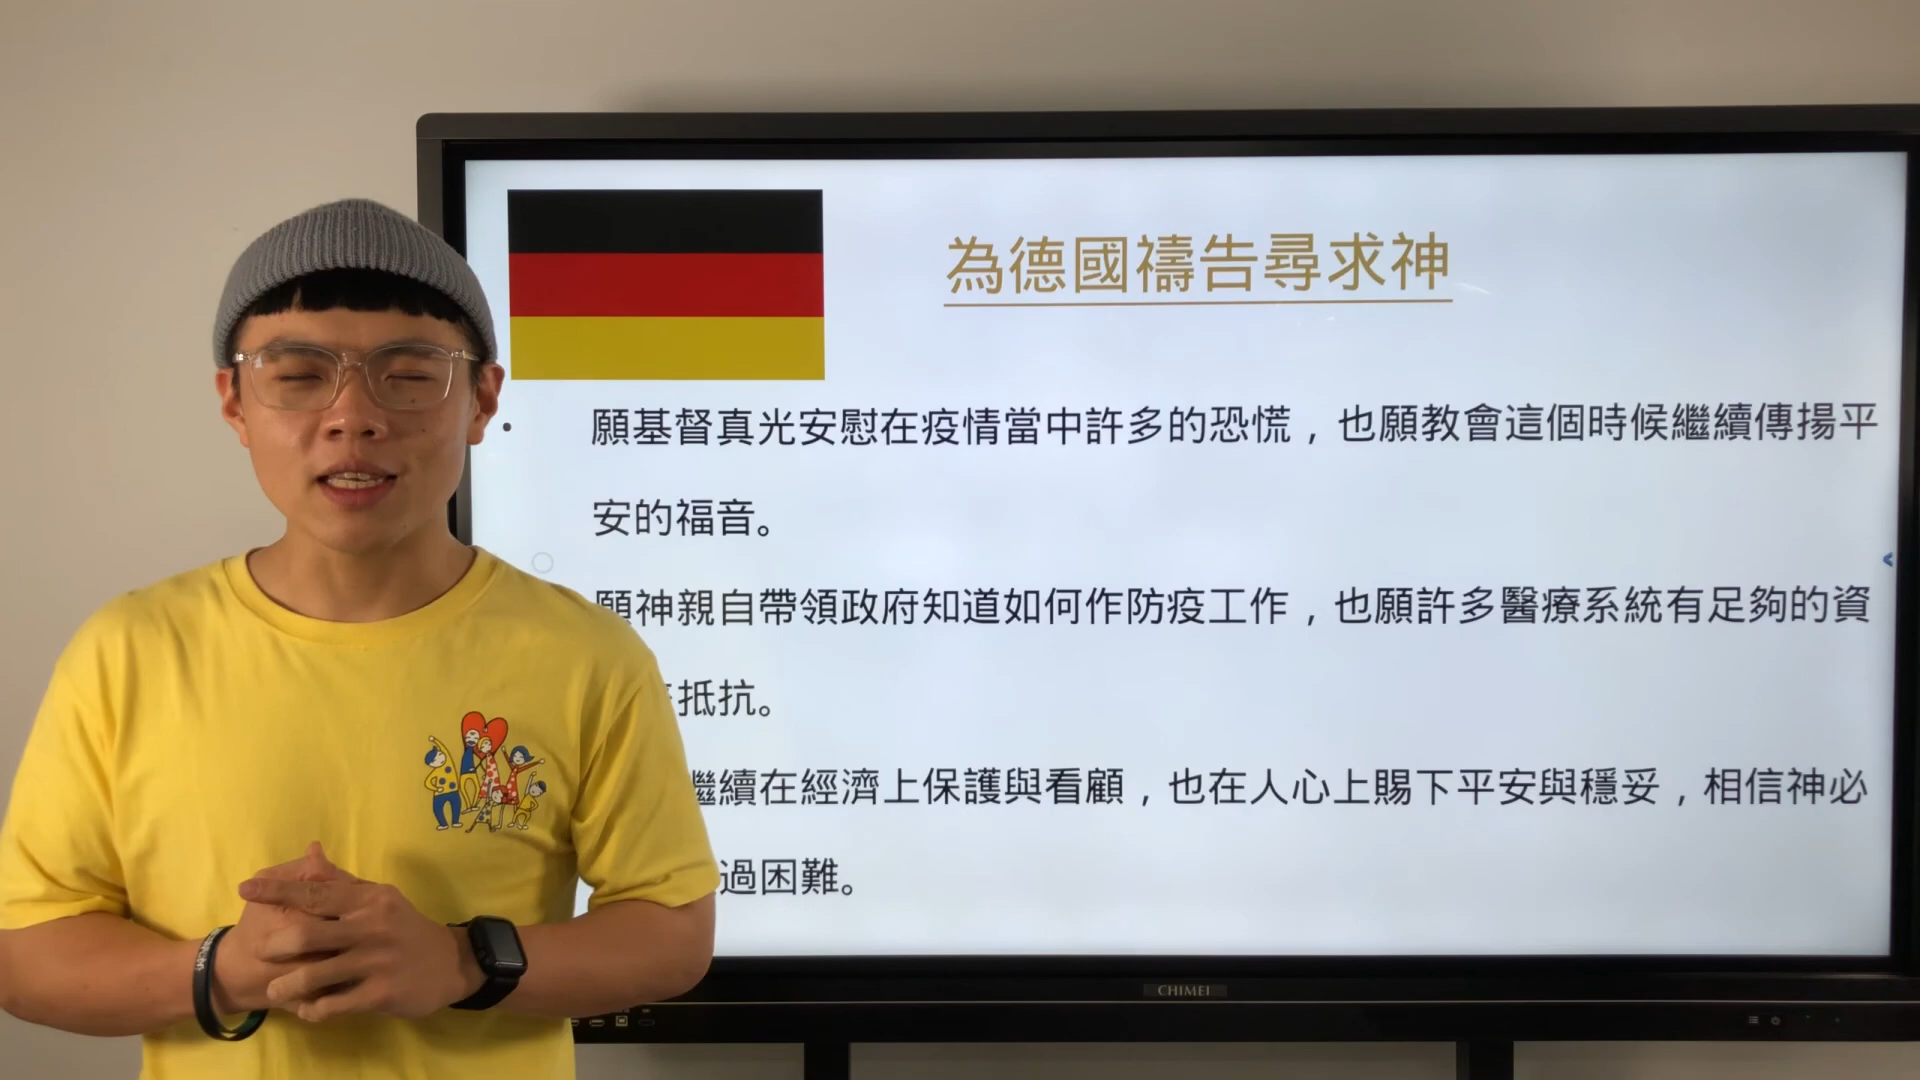 為德國禱告尋求神
願基督真光安慰在疫情當中許多的恐慌，也願教會這個時候繼續傳揚平
安的福音。
願神親自帶領政府知道如何作防疫工作，也願許多醫療系統有足夠的資
抵抗。
繼續在經濟上保護與看顧，也在人心上賜下平安與穩妥，相信神必
過困難。
CHIMEI